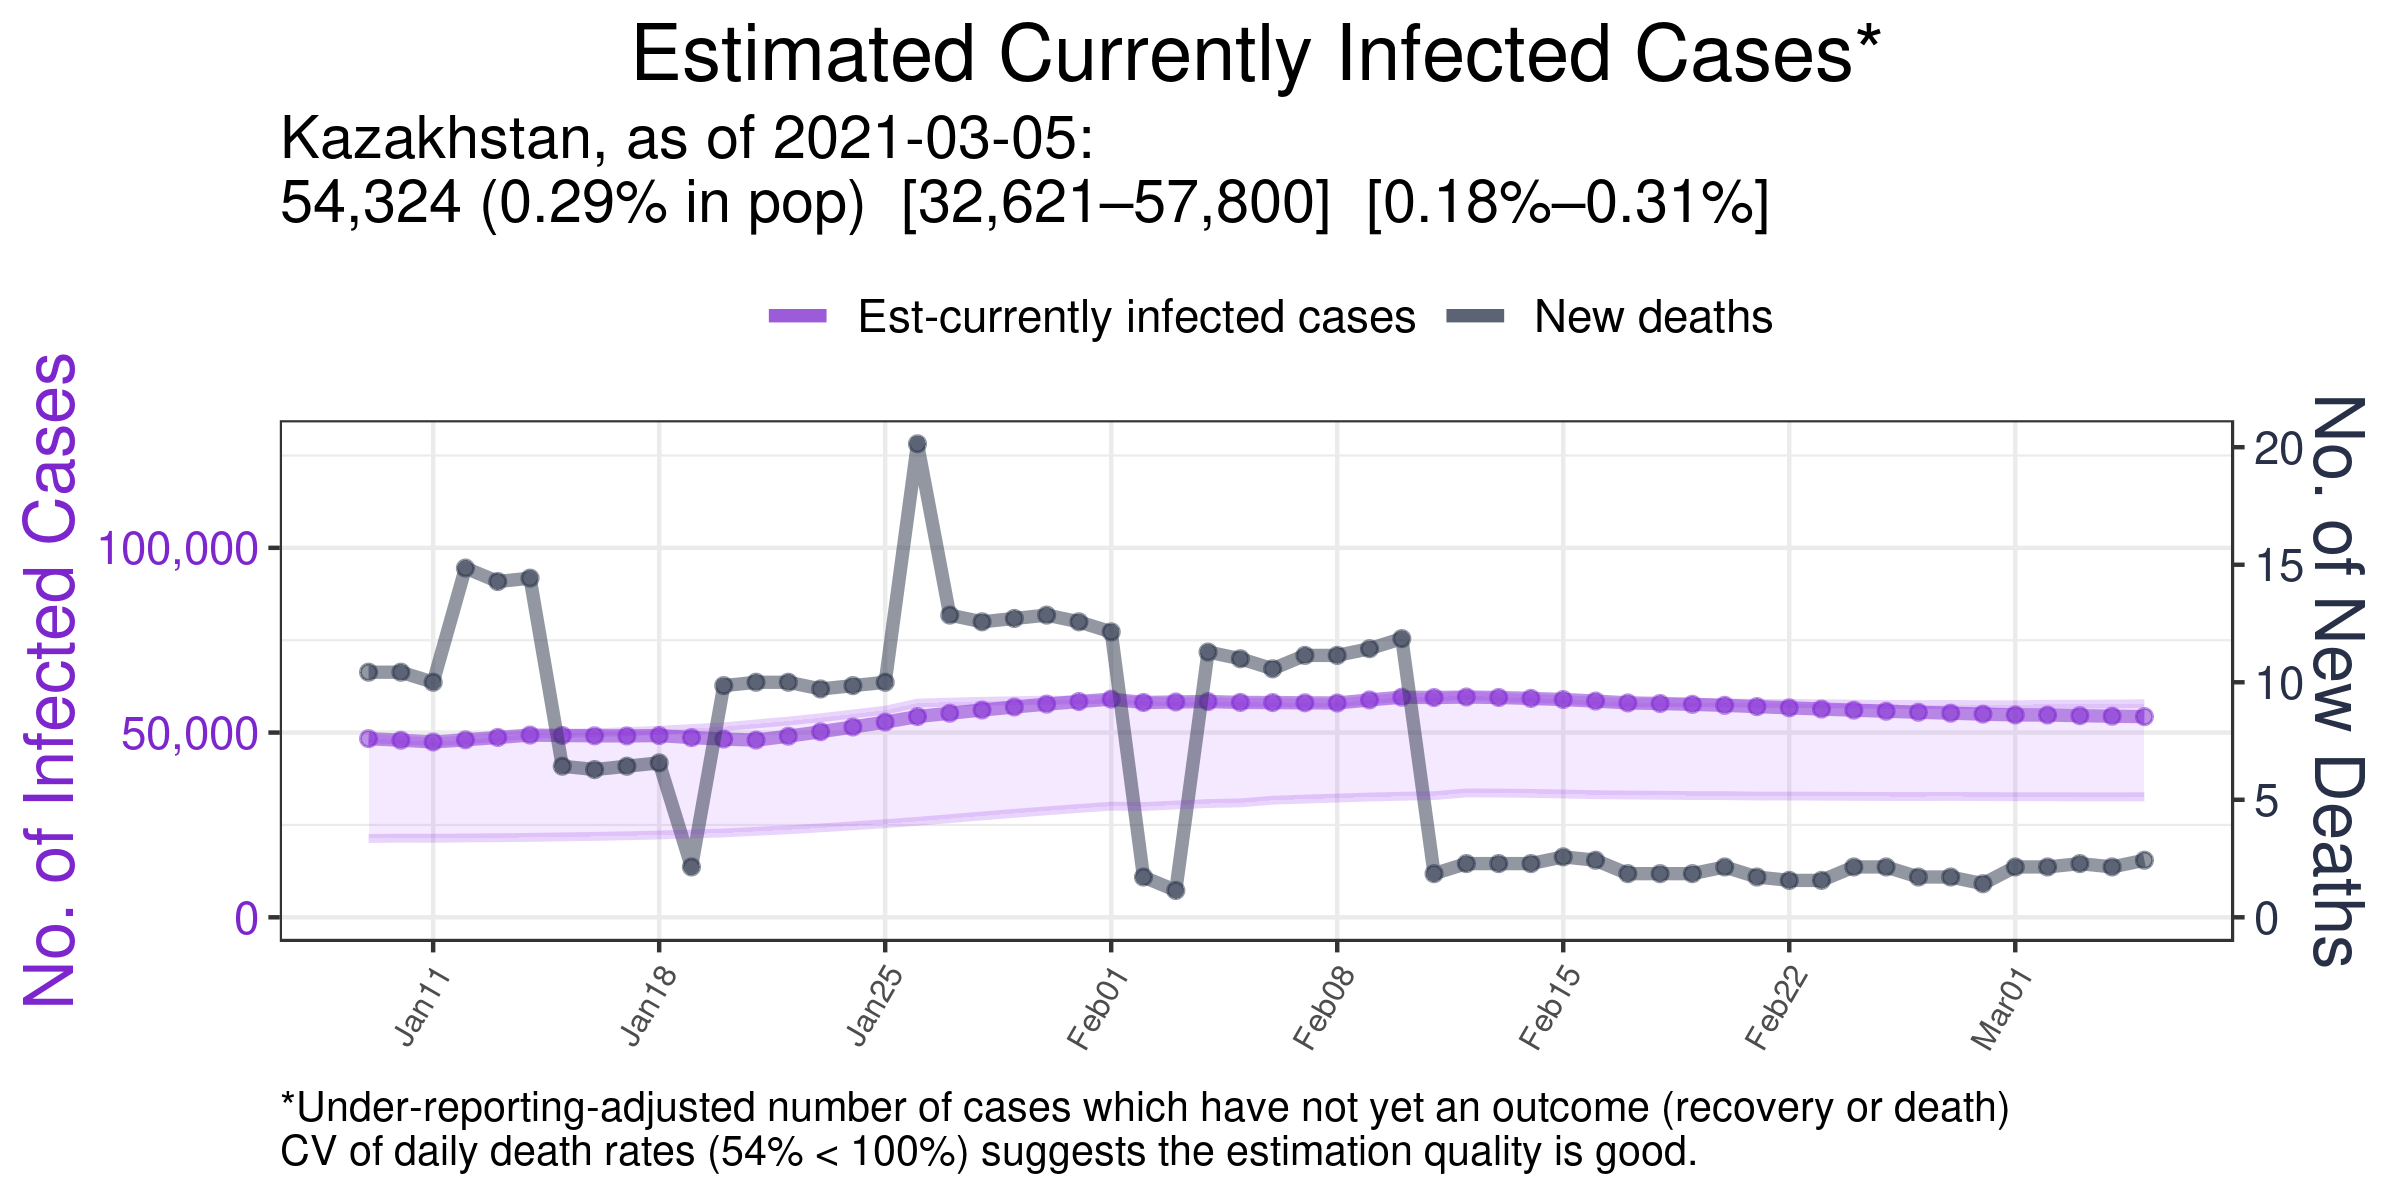 Estimated Currently Infected Cases*
Kazakhstan, as of 2021-03-05:
54,324 (0.29% in pop)  [32,621–57,800]  [0.18%–0.31%]
Est-currently infected cases
New deaths
No. of Infected Cases
100,000
50,000
0
20
15
10
5
0
No. of New Deaths
Jan11
Jan18
Jan25
Feb01
Feb08
Feb15
Feb22
Mar01
*Under-reporting-adjusted number of cases which have not yet an outcome (recovery or death)
CV of daily death rates (54% < 100%) suggests the estimation quality is good.